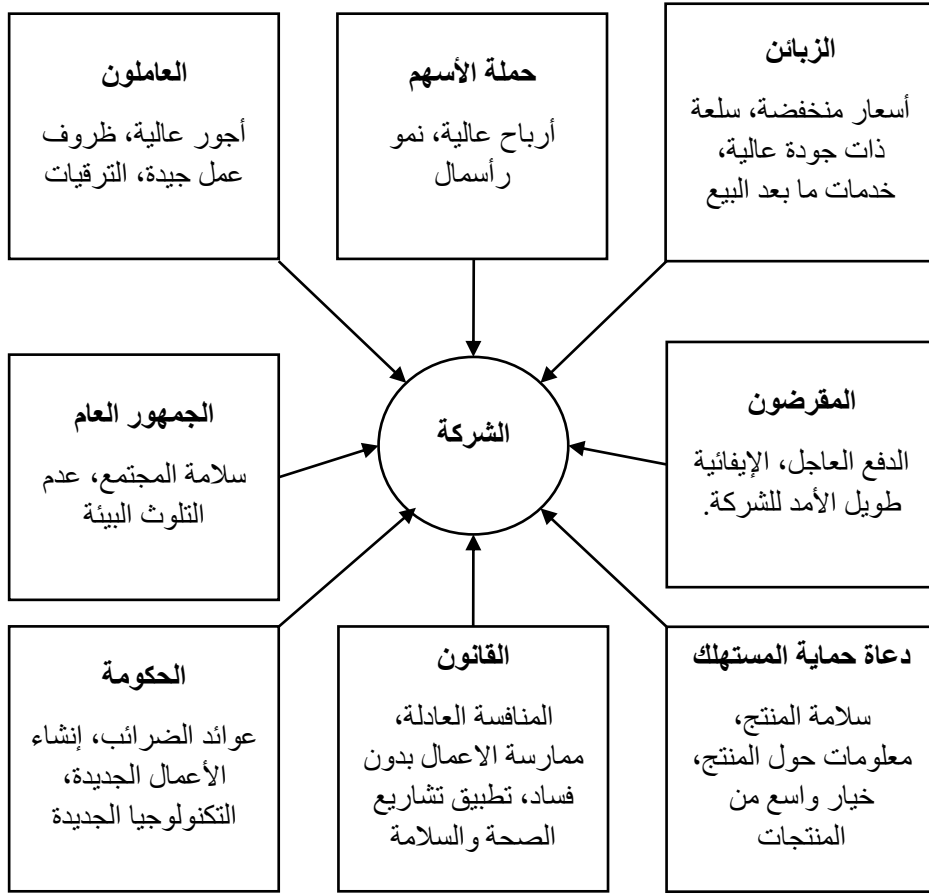 الزبائن
أسعار منخفضة، سلعة
ذات جودة عالية،
خدمات ما بعد البيع
حملة الأسهم
أرباح عالية، نمو
رأسمال
العاملون
أجور عالية، ظروف
عمل جيدة، الترقيات
المقرضون
الدفع العاجل، الإيفائية
طويل الأمد للشركة.
الشركة
الجمهور العام
سلامة المجتمع، عدم
التلوث البيئة
دعاة حماية المستهلك
سلامة المنتج،
معلومات حول المنتج،
خيار واسع من
المنتجات
القانون
المنافسة العادلة،
ممارسة الاعمال بدون
فساد، تطبيق تشاريع
الصحة والسلامة
الحكومة
عوائد الضرائب، إنشاء
الأعمال الجديدة،
التكنولوجيا الجديدة